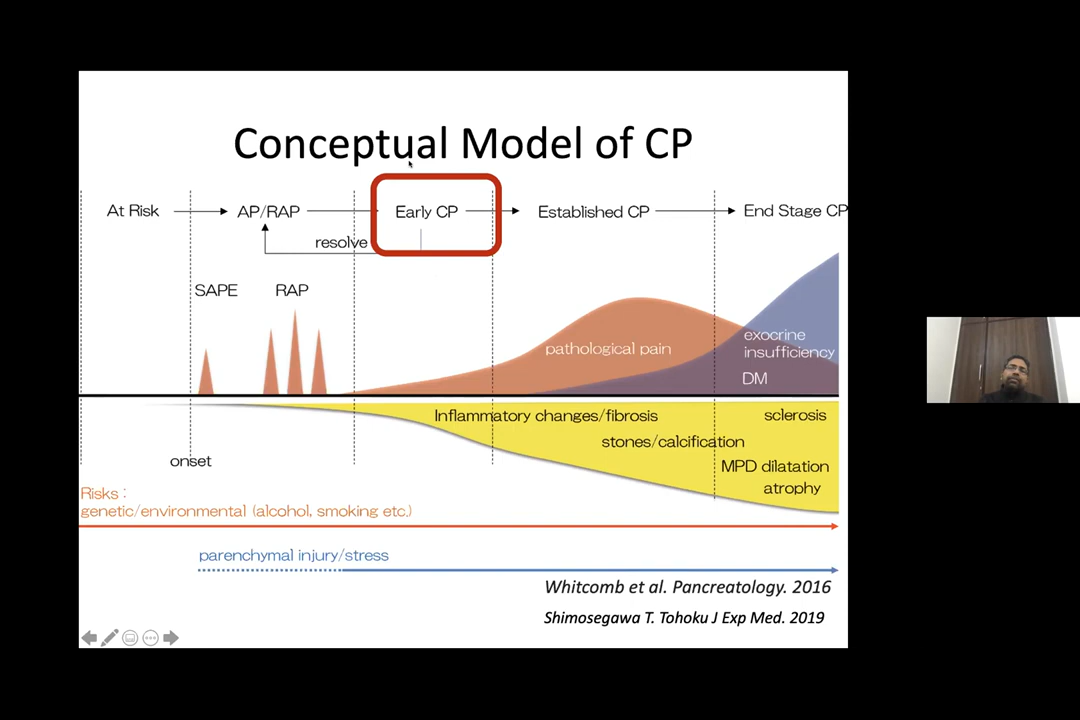 Conceptual Model of CP
At Risk
AP/RAP
Early CP
Established CP
End Stage CP
resolve
SAPE
RAP
pathological pain
exocrine
insufficiency
DM
Inflammatory changes/fibrosis
sclerosis
stones/calcification
MPD dilatation
atrophy
onset
Risks :
genetic/environmental (alcohol, smoking etc.)
parenchymal injury/stress
Whitcomb et al. Pancreatology. 2016
Shimosegawa T. Tohoku J Exp Med. 2019